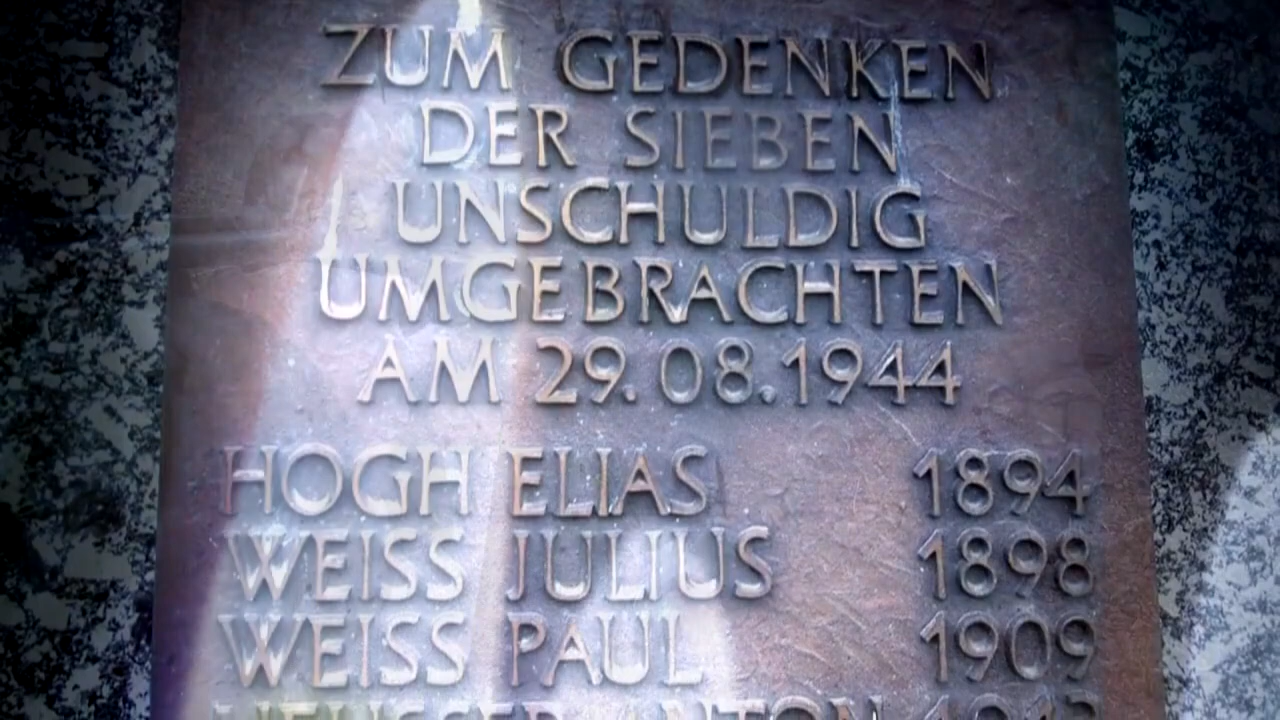 ZUM GEDENKEN
DER SIEBEN
UNSCHULDIG
UMGEBRACHTEN
AM 29.08.1944
HOGH ELIAS 1894
WEISS JULIUS 1898
WEISS PAUL 1909
ANTON